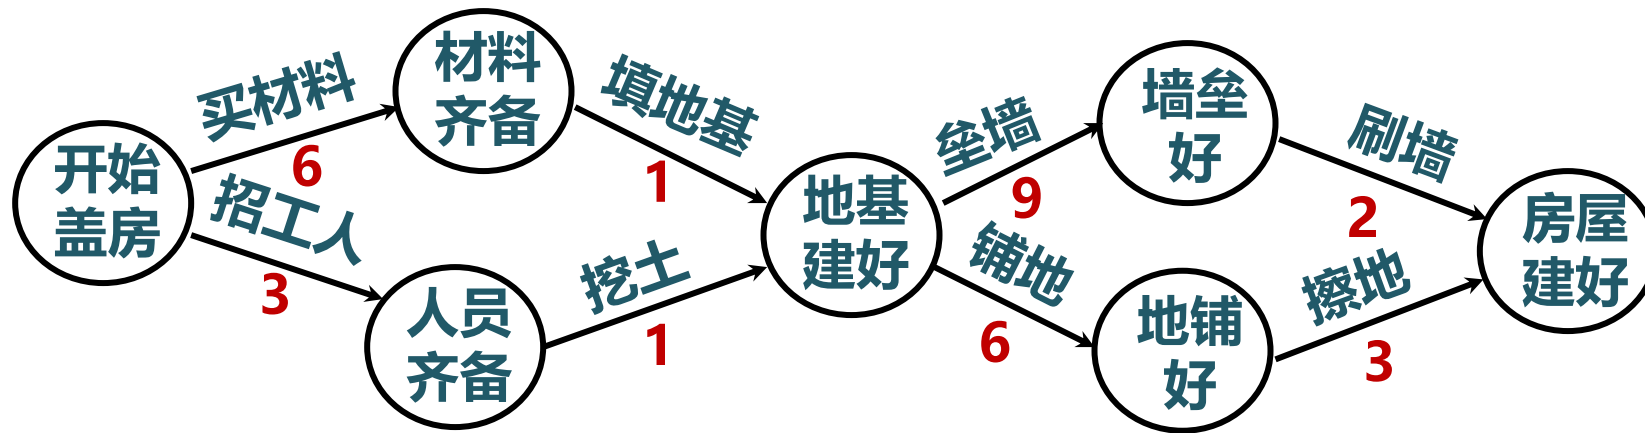 开始
盖房
买材料
6
招工人
3
材料
齐备
人员
齐备
填地基
1
挖土
1
地基
建好
垒墙
9
铺地
6
墙垒
好
地铺
好
刷墙
2
擦地
3
房屋
建好